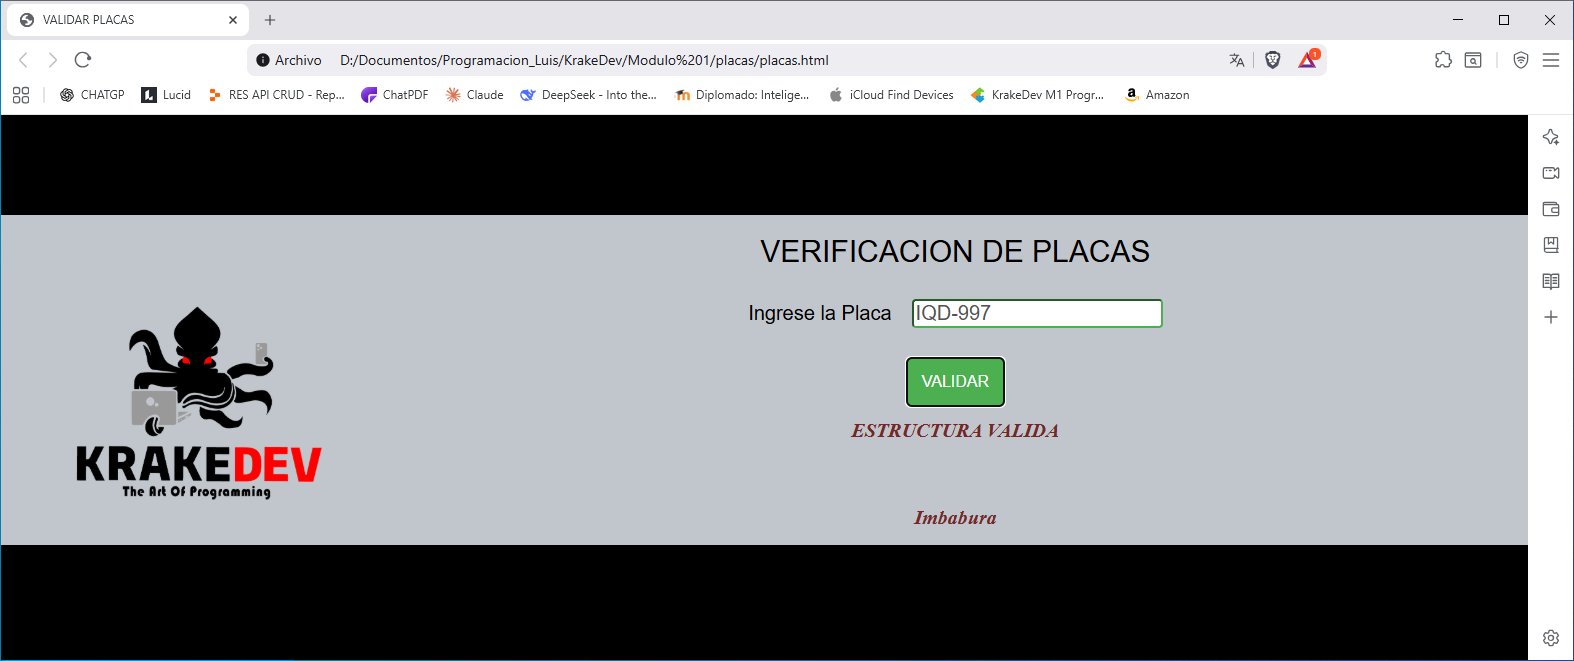 VALIDAR PLACAS
Archivo D:/Documentos/Programacion_Luis/KrakeDev/Modulo%201/placas/placas.html 1
CHATGP Lucid RES API CRUD - Rep... ChatPDF Claude DeepSeek - Into the... Diplomado: Intelige... iCloud Find Devices KrakeDev M1 Progr... Amazon
VERIFICACION DE PLACAS
Ingrese la Placa IQD-997
VALIDAR
ESTRUCTURA VALIDA
Imbabura
KRAKEDEV
The Art Of Programming